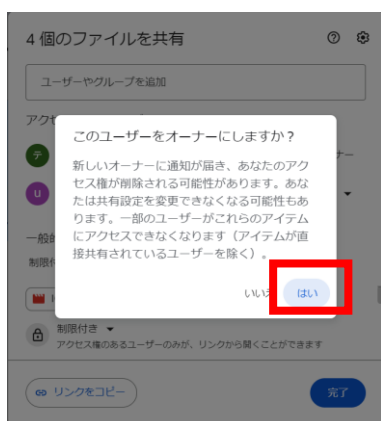 4 個のファイルを共有
ユーザーやグループを追加
アクセ
このユーザーをオーナーにしますか？
新しいオーナーに通知が届き、あなたのアク
セス権が削除される可能性があります。あな
たは共有設定を変更できなくなる可能性もあ
ります。一部のユーザーがこれらのアイテム
にアクセスできなくなります（アイテムが直
接共有されているユーザーを除く）。
テ
ナー
U
一般
制限
いいえ
はい
制限付き
アクセス権のあるユーザーのみが、リンクから開くことができます
リンクをコピー
完了